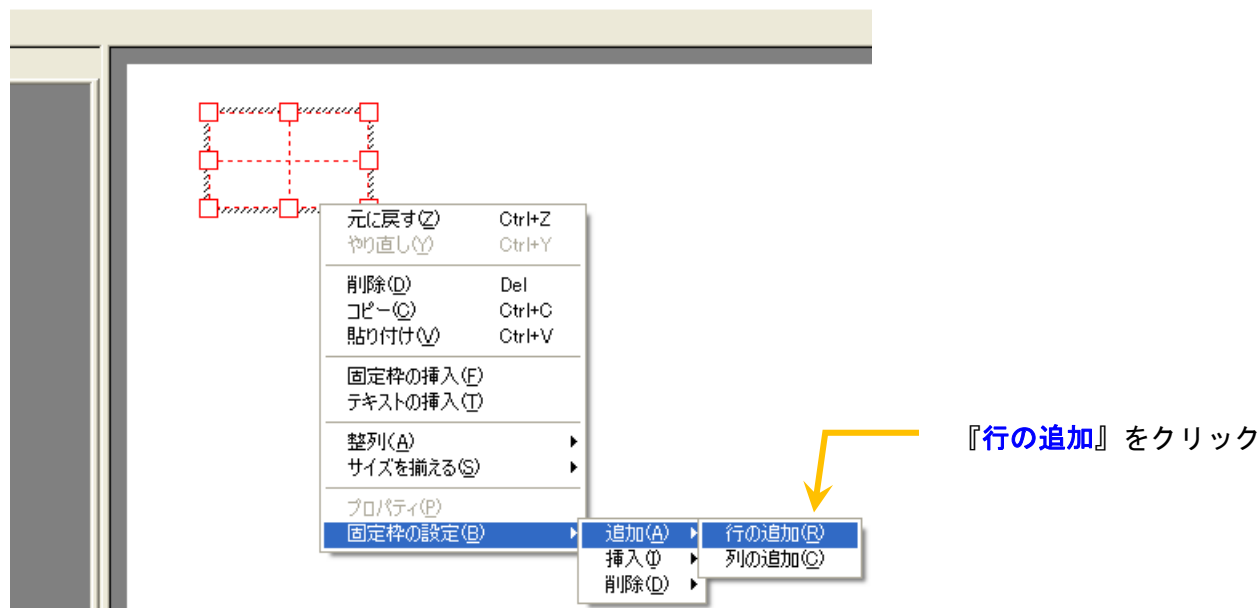 元に戻す(Z) Ctrl+Z
やり直し(Y) Ctrl+Y
削除(D) Del
コピー(C) Ctrl+C
貼り付け(V) Ctrl+V
固定枠の挿入(F)
テキストの挿入(T)
整列(A)
サイズを揃える(S)
プロパティ(P)
固定枠の設定(B)
追加(A)
挿入(I)
削除(D)
行の追加(R)
列の追加(C)
『行の追加』をクリック